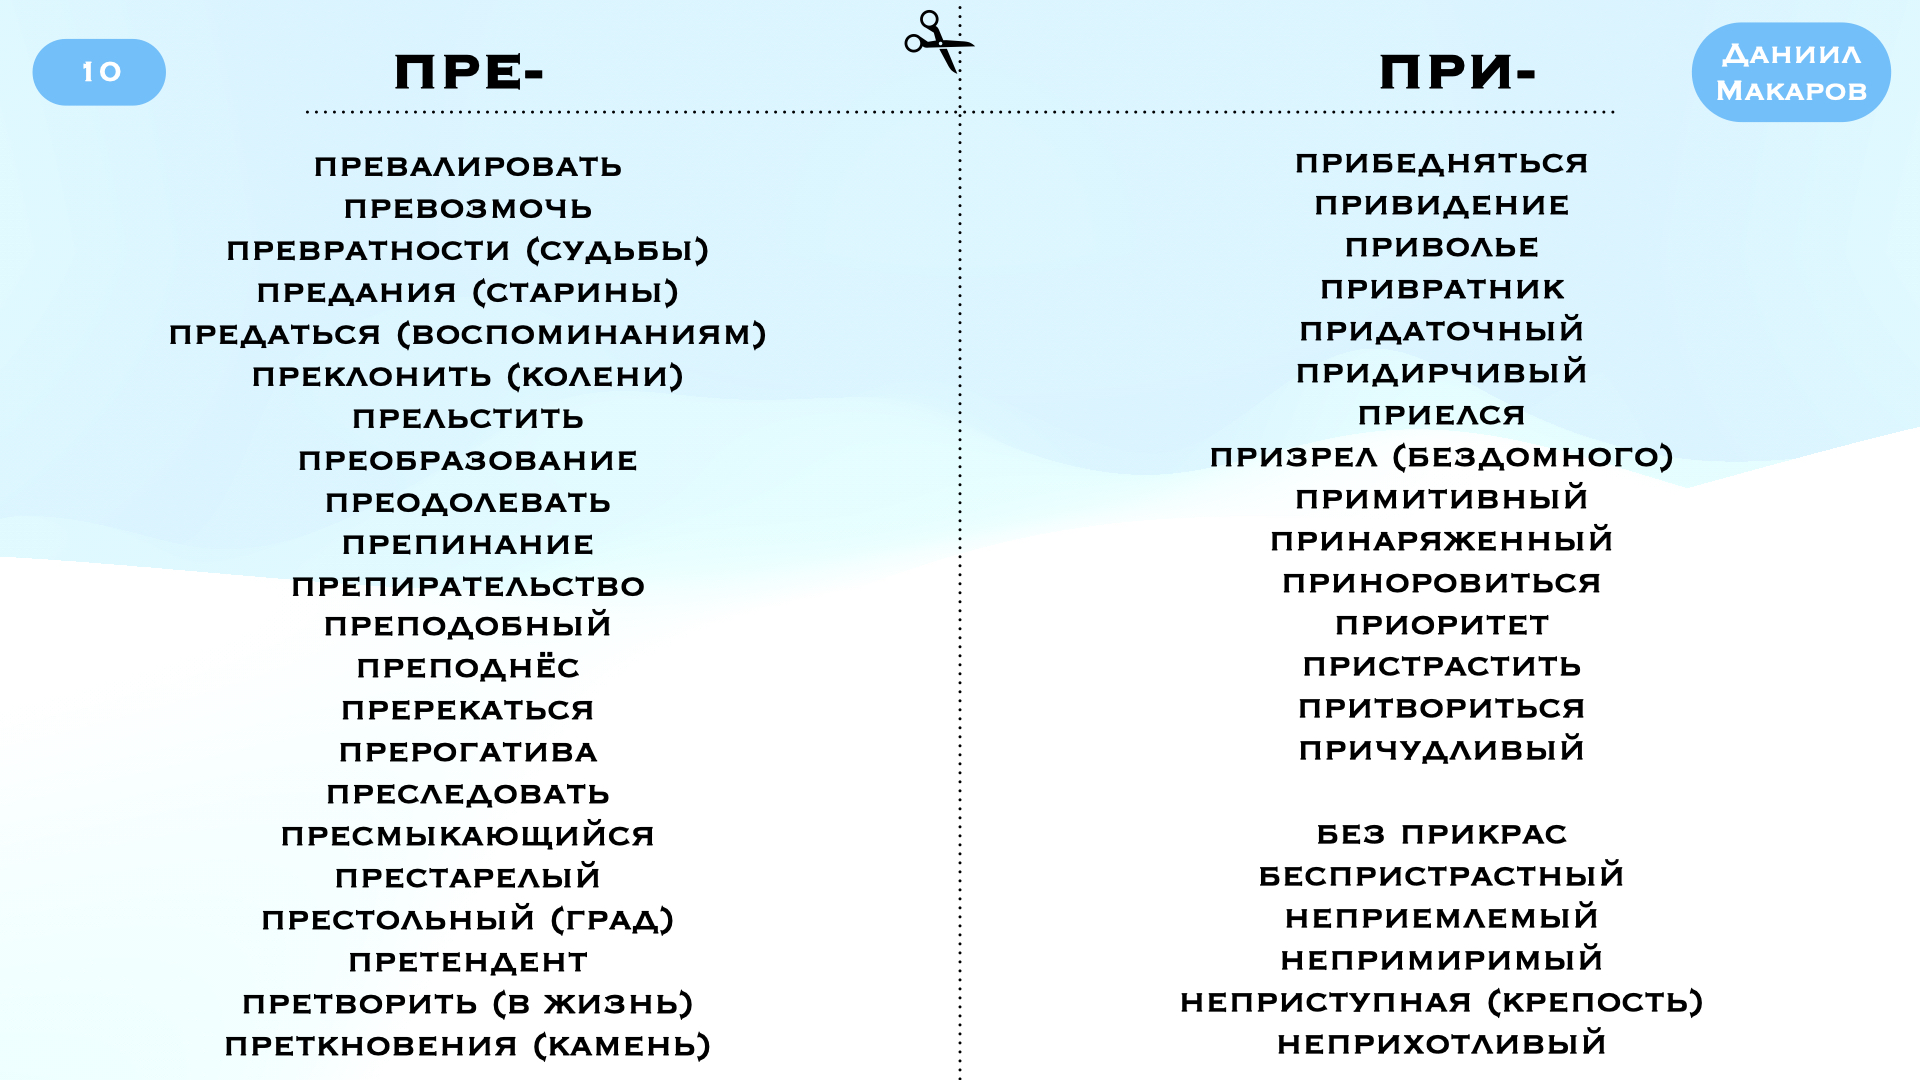 10
ПРЕ-
ПРЕВАЛИРОВАТЬ
ПРЕВОЗМОЧЬ
ПРЕВРАТНОСТИ (СУДЬБЫ)
ПРЕДАНИЯ (СТАРИНЫ)
ПРЕДАТЬСЯ (ВОСПОМИНАНИЯМ)
ПРЕКЛОНИТЬ (КОЛЕНИ)
ПРЕЛЬСТИТЬ
ПРЕОБРАЗОВАНИЕ
ПРЕОДОЛЕВАТЬ
ПРЕПИНАНИЕ
ПРЕПИРАТЕЛЬСТВО
ПРЕПОДОБНЫЙ
ПРЕПОДНЁС
ПРЕРЕКАТЬСЯ
ПРЕРОГАТИВА
ПРЕСЛЕДОВАТЬ
ПРЕСМЫКАЮЩИЙСЯ
ПРЕСТАРЕЛЫЙ
ПРЕСТОЛЬНЫЙ (ГРАД)
ПРЕТЕНДЕНТ
ПРЕТВОРИТЬ (В ЖИЗНЬ)
ПРЕТКНОВЕНИЯ (КАМЕНЬ)
ПРИ-
ДАНИИЛ
МАКАРОВ
ПРИБЕДНЯТЬСЯ
ПРИВИДЕНИЕ
ПРИВОЛЬЕ
ПРИВРАТНИК
ПРИДАТОЧНЫЙ
ПРИДИРЧИВЫЙ
ПРИЕЛСЯ
ПРИЗРЕЛ (БЕЗДОМНОГО)
ПРИМИТИВНЫЙ
ПРИНАРЯЖЕННЫЙ
ПРИНОРОВИТЬСЯ
ПРИОРИТЕТ
ПРИСТРАСТИТЬ
ПРИТВОРИТЬСЯ
ПРИЧУДЛИВЫЙ
БЕЗ ПРИКРАС
БЕСПРИСТРАСТНЫЙ
НЕПРИЕМЛЕМЫЙ
НЕПРИМИРИМЫЙ
НЕПРИСТУПНАЯ (КРЕПОСТЬ)
НЕПРИХОТЛИВЫЙ